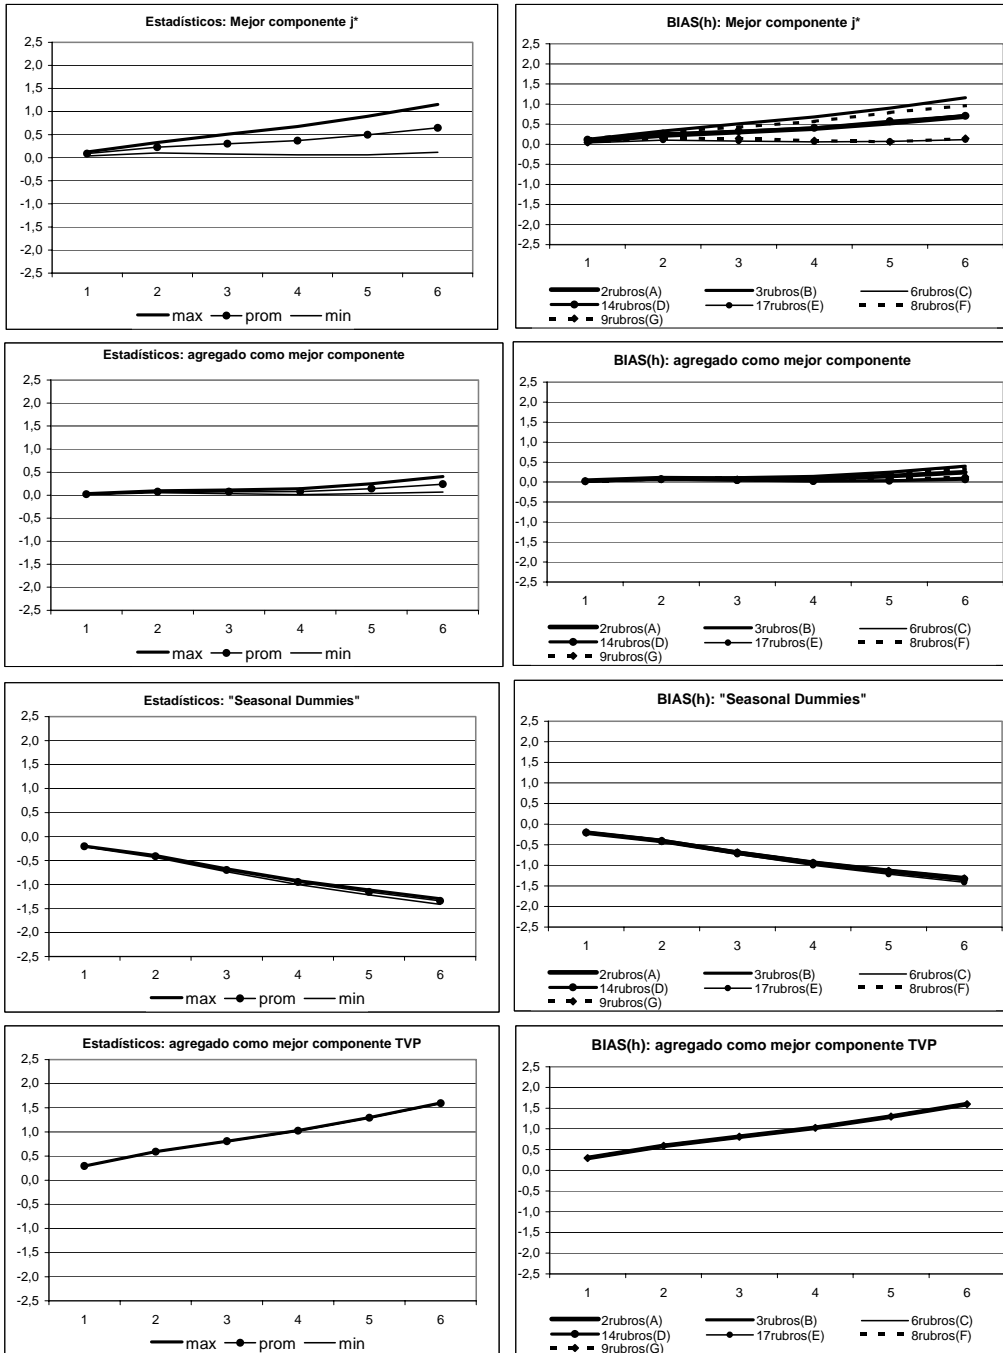 Estadísticos: Mejor componente j*
2,5
2,0
1,5
1,0
0,5
0,0
-0,5
-1,0
-1,5
-2,0
-2,5
1 2 3 4 5 6
max prom min
BIAS(h): Mejor componente j*
2,5
2,0
1,5
1,0
0,5
0,0
-0,5
-1,0
-1,5
-2,0
-2,5
1 2 3 4 5 6
2rubros(A) 3rubros(B) 6rubros(C)
14rubros(D) 17rubros(E) 8rubros(F)
9rubros(G)
Estadísticos: agregado como mejor componente
2,5
2,0
1,5
1,0
0,5
0,0
-0,5
-1,0
-1,5
-2,0
-2,5
1 2 3 4 5 6
max prom min
BIAS(h): agregado como mejor componente
2,5
2,0
1,5
1,0
0,5
0,0
-0,5
-1,0
-1,5
-2,0
-2,5
1 2 3 4 5 6
2rubros(A) 3rubros(B) 6rubros(C)
14rubros(D) 17rubros(E) 8rubros(F)
9rubros(G)
Estadísticos: "Seasonal Dummies"
2,5
2,0
1,5
1,0
0,5
0,0
-0,5
-1,0
-1,5
-2,0
-2,5
1 2 3 4 5 6
max prom min
BIAS(h): "Seasonal Dummies"
2,5
2,0
1,5
1,0
0,5
0,0
-0,5
-1,0
-1,5
-2,0
-2,5
1 2 3 4 5 6
2rubros(A) 3rubros(B) 6rubros(C)
14rubros(D) 17rubros(E) 8rubros(F)
9rubros(G)
Estadísticos: agregado como mejor componente TVP
2,5
2,0
1,5
1,0
0,5
0,0
-0,5
-1,0
-1,5
-2,0
-2,5
1 2 3 4 5 6
max prom min
BIAS(h): agregado como mejor componente TVP
2,5
2,0
1,5
1,0
0,5
0,0
-0,5
-1,0
-1,5
-2,0
-2,5
1 2 3 4 5 6
2rubros(A) 3rubros(B) 6rubros(C)
14rubros(D) 17rubros(E) 8rubros(F)
9rubros(G)